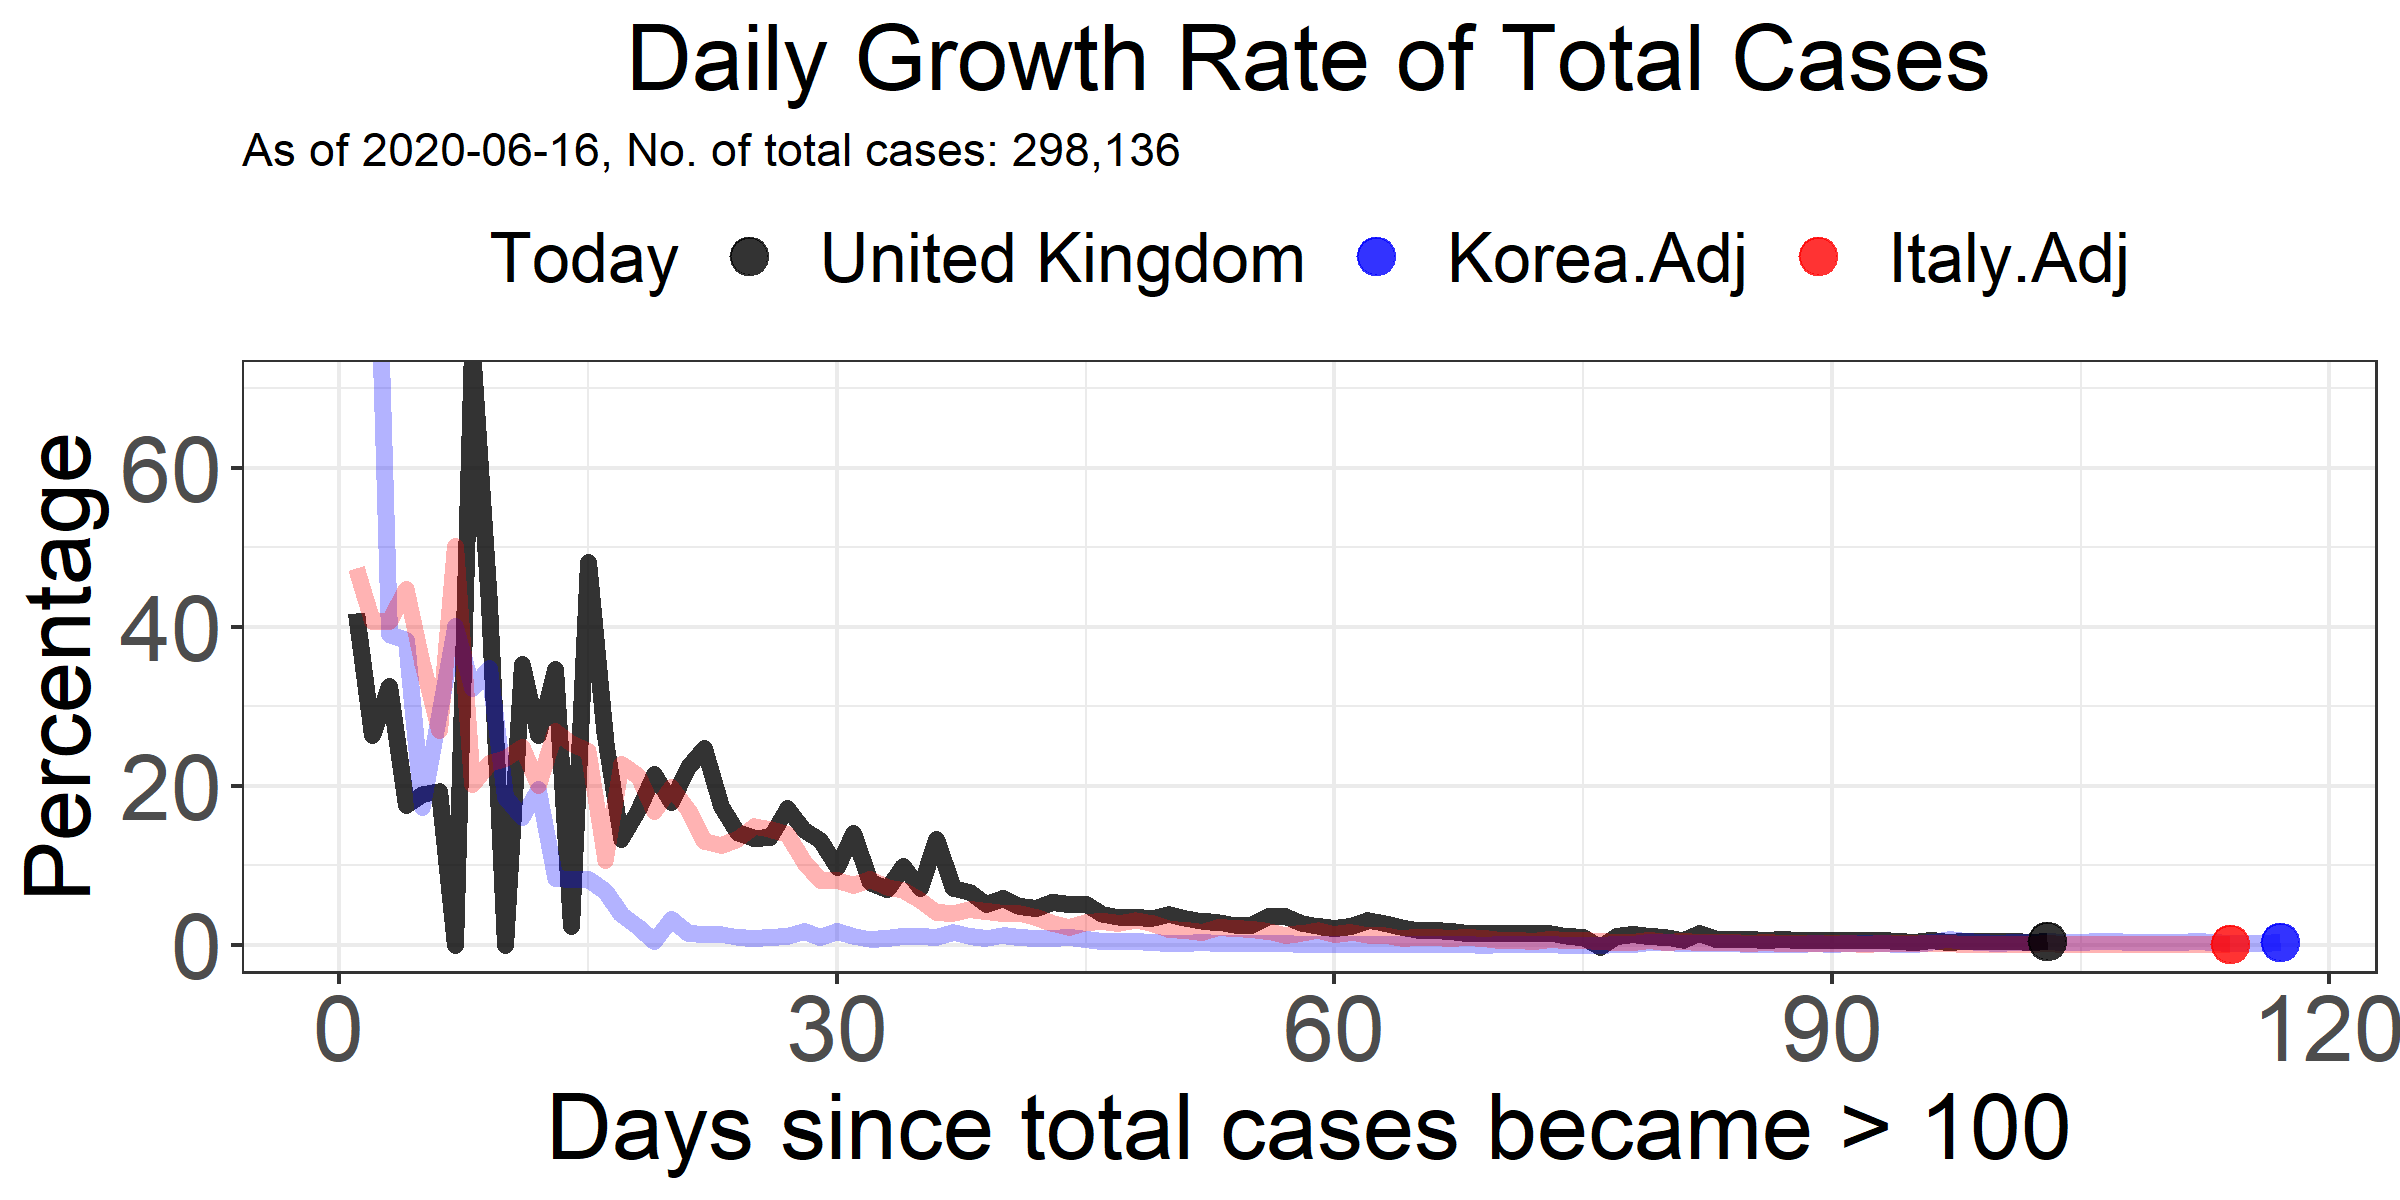 Daily Growth Rate of Total Cases
As of 2020-06-16, No. of total cases: 298,136
Today United Kingdom Korea.Adj Italy.Adj
Percentage
60
40
20
0
0 30 60 90 120
Days since total cases became > 100